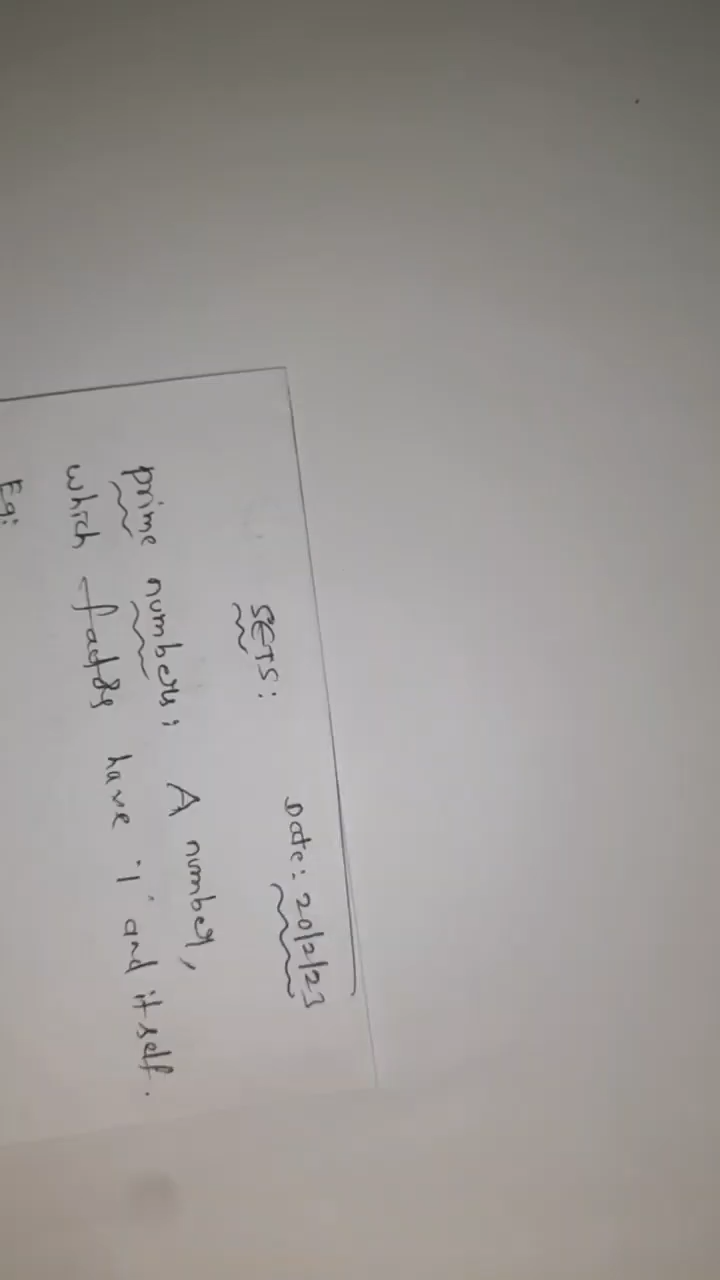 Date: 20/2/23
SETS:
prime numbers; A number,
which factors have '1' and itself.
Eg: